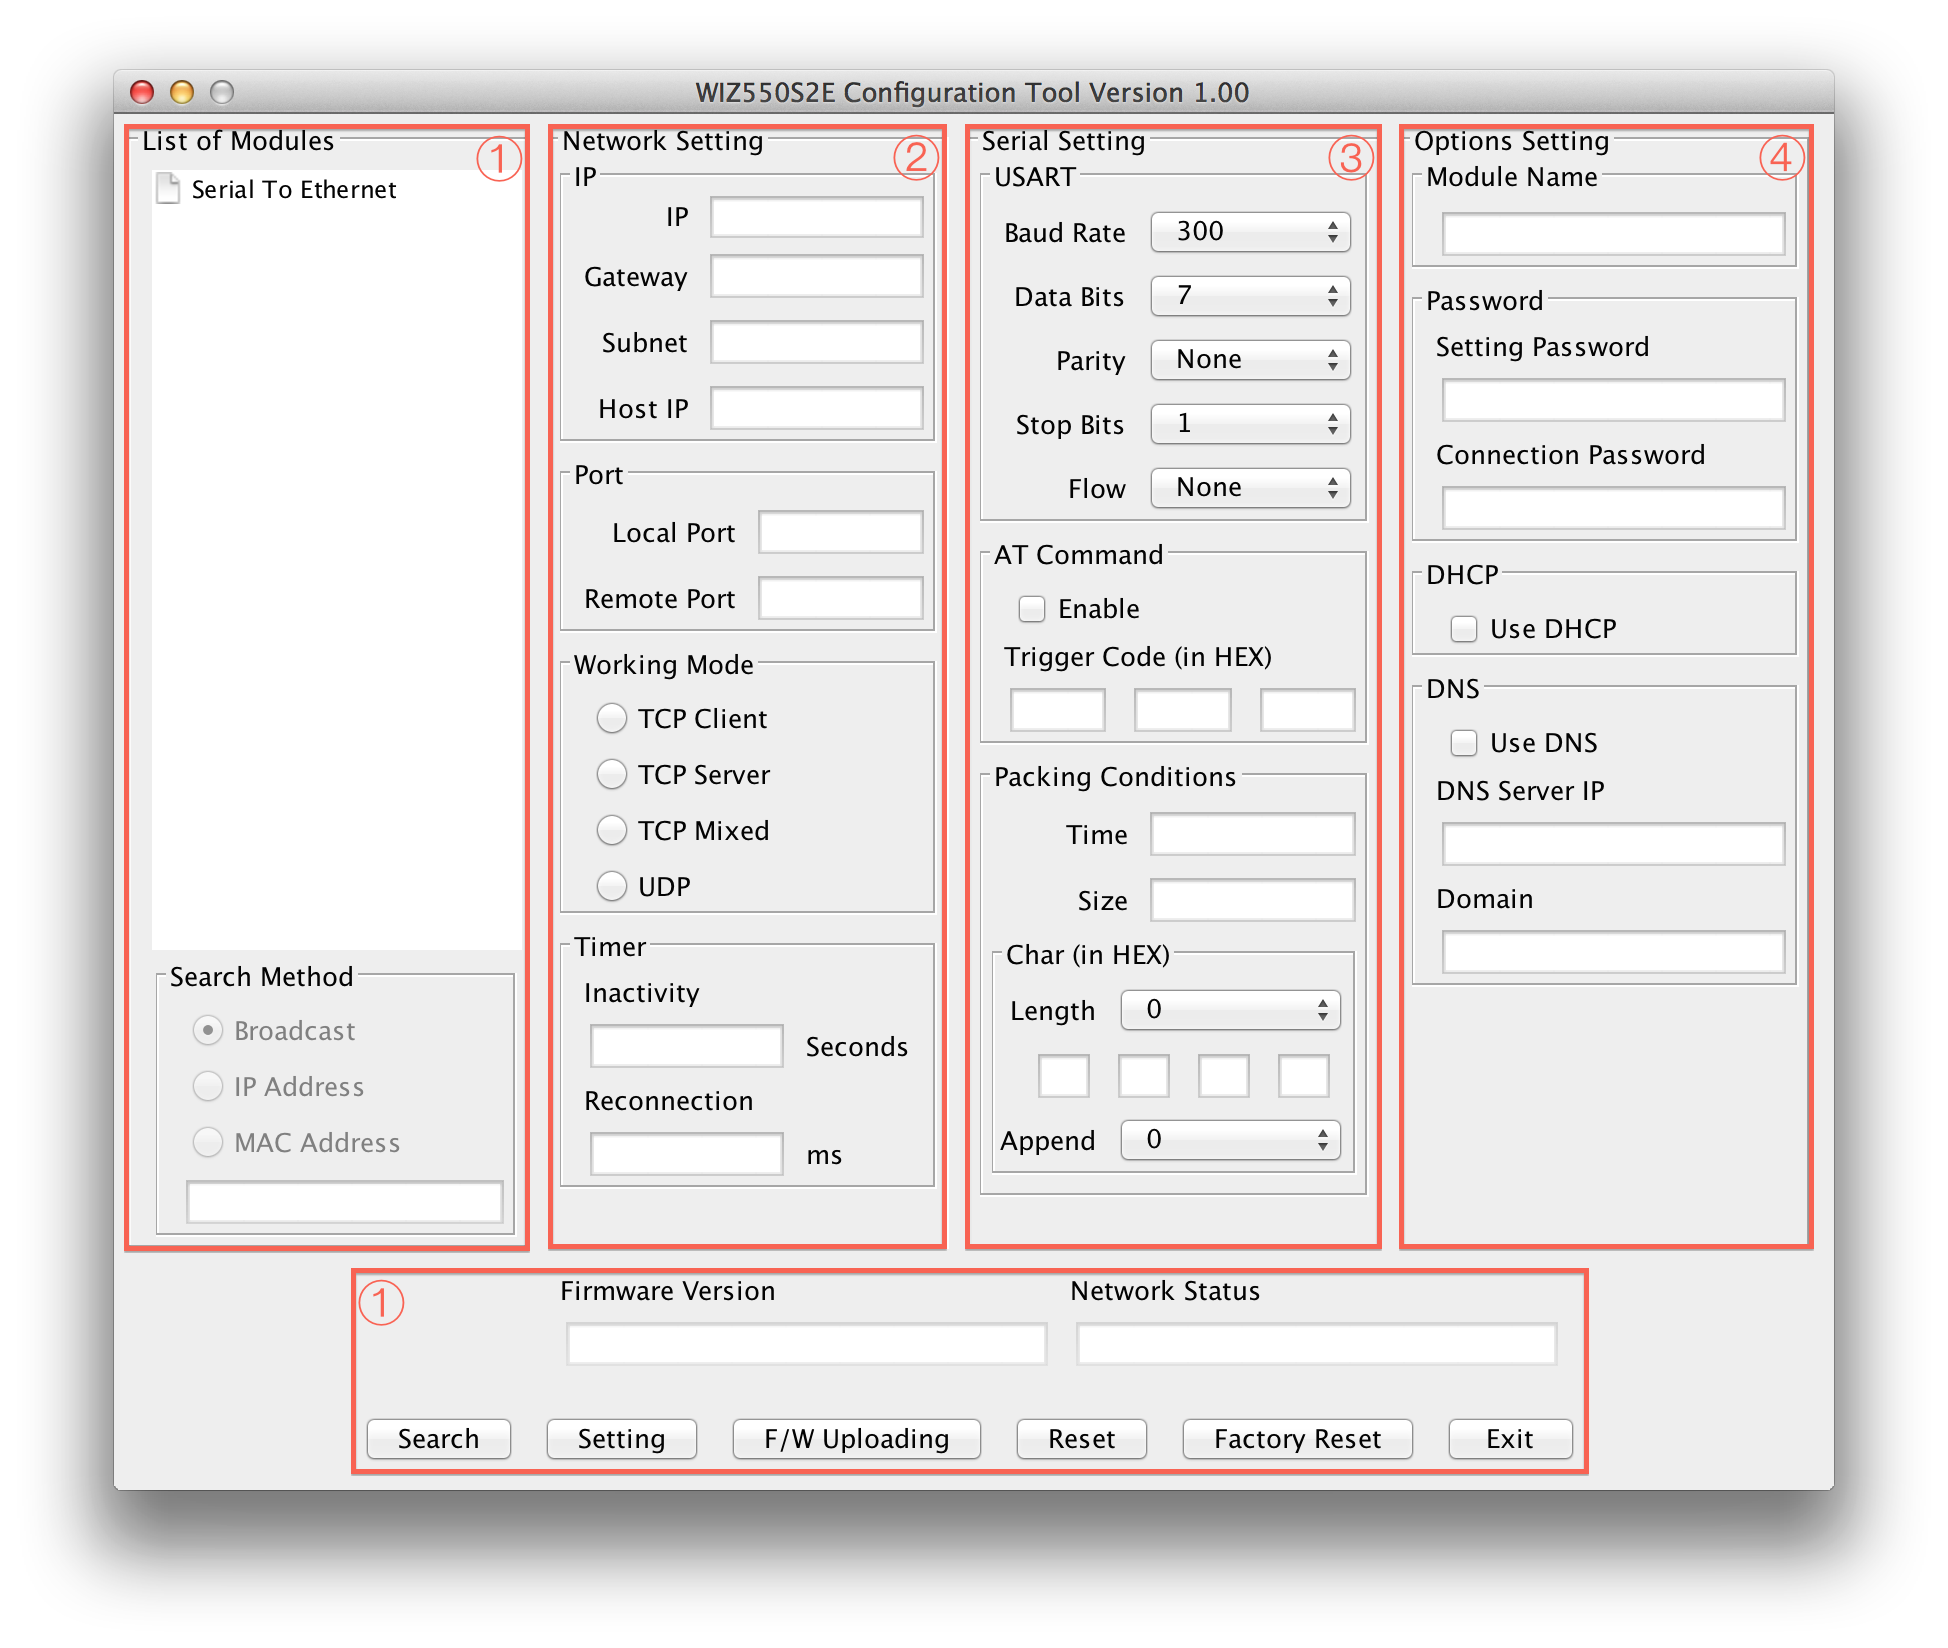 WIZ550S2E Configuration Tool Version 1.00
List of Modules
①
Serial To Ethernet
Search Method
Broadcast
IP Address
MAC Address
Network Setting
②
IP
IP
Gateway
Subnet
Host IP
Port
Local Port
Remote Port
Working Mode
TCP Client
TCP Server
TCP Mixed
UDP
Timer
Inactivity
Seconds
Reconnection
ms
Serial Setting
③
USART
Baud Rate 300
Data Bits 7
Parity None
Stop Bits 1
Flow None
AT Command
Enable
Trigger Code (in HEX)
Packing Conditions
Time
Size
Char (in HEX)
Length 0
Append 0
Options Setting
④
Module Name
Password
Setting Password
Connection Password
DHCP
Use DHCP
DNS
Use DNS
DNS Server IP
Domain
①
Firmware Version
Network Status
Search
Setting
F/W Uploading
Reset
Factory Reset
Exit